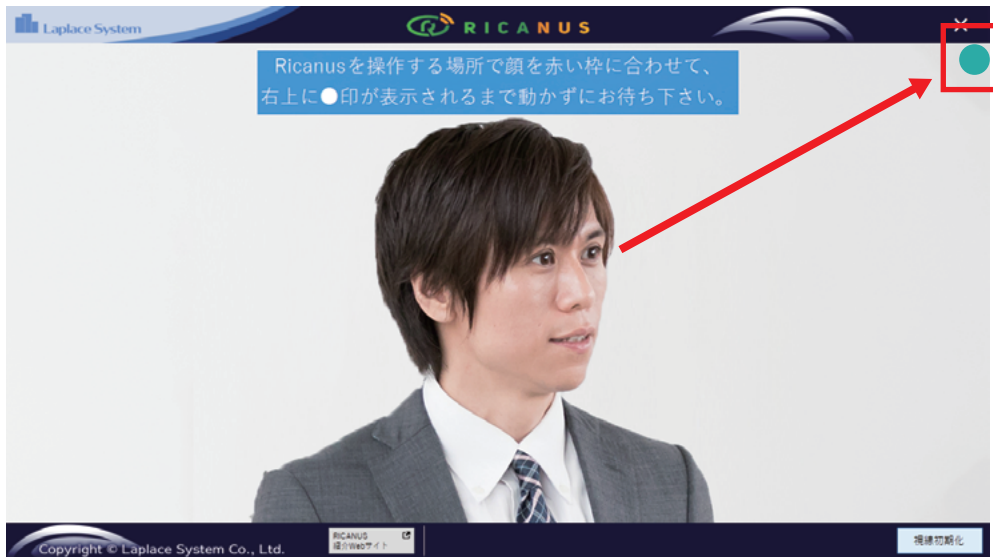 Laplace System
RICANUS
×
Ricanusを操作する場所で顔を赤い枠に合わせて、
右上に●印が表示されるまで動かずにお待ち下さい。
Copyright © Laplace System Co., Ltd.
RICANUS
紹介Webサイト
視線初期化